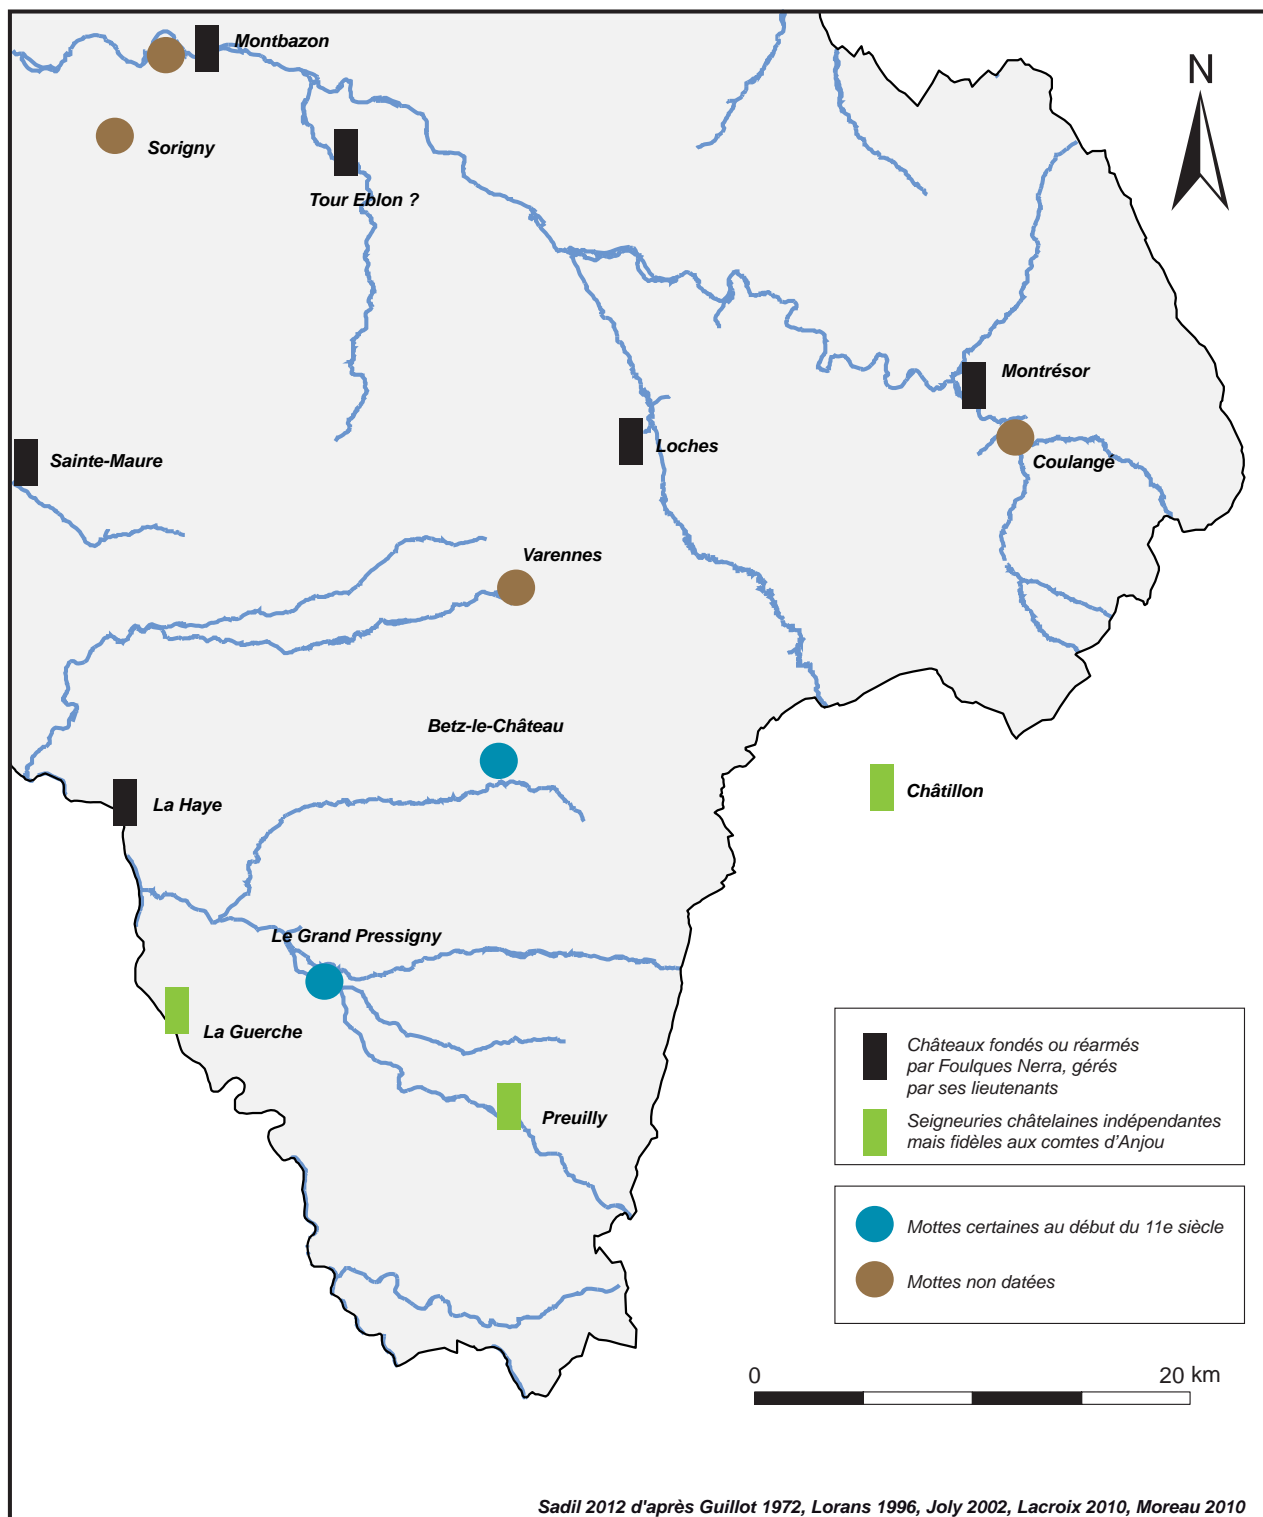 Montbazon
N
Sorigny
Tour Eblon ?
Montrésor
Loches
Sainte-Maure
Coulangé
Varennes
Betz-le-Château
Châtillon
La Haye
Le Grand Pressigny
La Guerche
Preuilly
Châteaux fondés ou réarmés
par Foulques Nerra, gérés
par ses lieutenants
Seigneuries châtelaines indépendantes
mais fidèles aux comtes d'Anjou
Mottes certaines au début du 11e siècle
Mottes non datées
0 20 km
Sadil 2012 d'après Guillot 1972, Lorans 1996, Joly 2002, Lacroix 2010, Moreau 2010